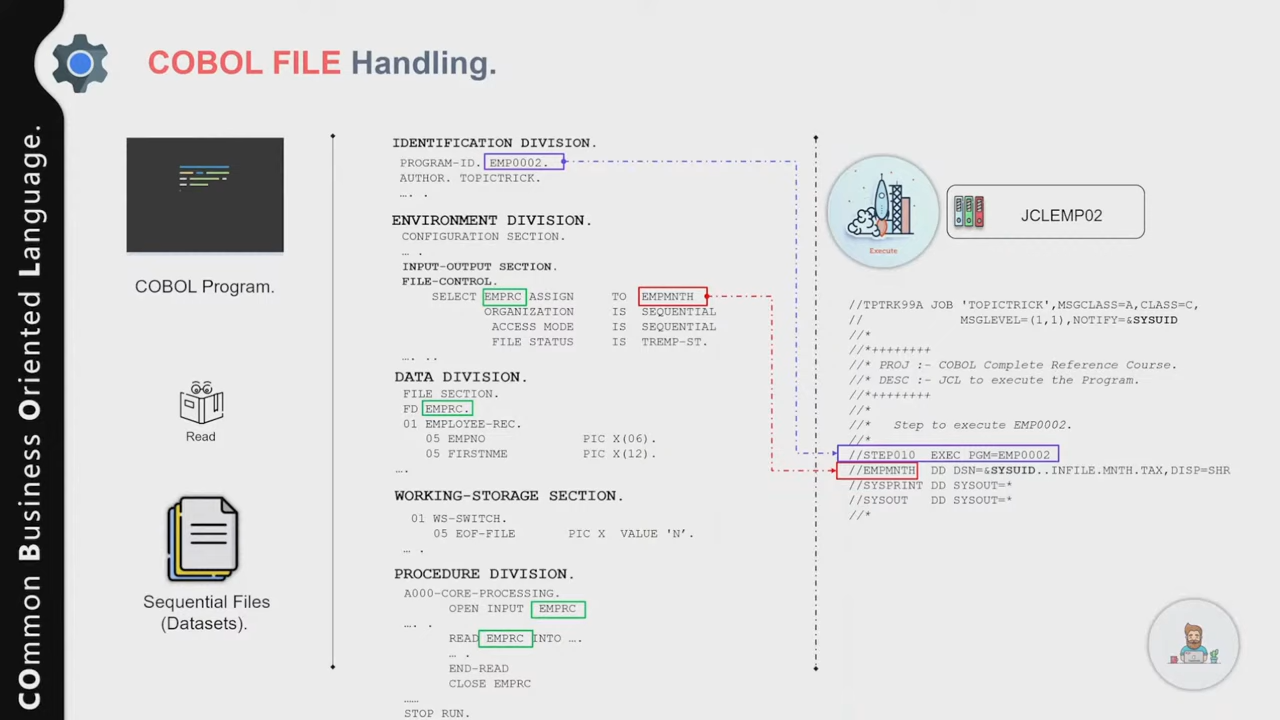 COBOL FILE Handling.
COmmon Business Oriented Language.
COBOL Program.
Read
Sequential Files
(Datasets).
IDENTIFICATION DIVISION.
PROGRAM-ID. EMP0002.
AUTHOR. TOPICTRICK.
…. .
ENVIRONMENT DIVISION.
CONFIGURATION SECTION.
… .
INPUT-OUTPUT SECTION.
FILE-CONTROL.
SELECT EMPRC ASSIGN TO EMPMNTH
ORGANIZATION IS SEQUENTIAL
ACCESS MODE IS SEQUENTIAL
FILE STATUS IS TREMP-ST.
…. ..
DATA DIVISION.
FILE SECTION.
FD EMPRC.
01 EMPLOYEE-REC.
05 EMPNO PIC X(06).
05 FIRSTNME PIC X(12).
….
WORKING-STORAGE SECTION.
01 WS-SWITCH.
05 EOF-FILE PIC X VALUE 'N’.
… .
PROCEDURE DIVISION.
A000-CORE-PROCESSING.
OPEN INPUT EMPRC
…. .
READ EMPRC INTO ….
… .
END-READ
CLOSE EMPRC
……
STOP RUN.
Execute
JCLEMP02
//TPTRK99A JOB 'TOPICTRICK',MSGCLASS=A,CLASS=C,
// MSGLEVEL=(1,1),NOTIFY=&SYSUID
//*
//*++++++++
//* PROJ :- COBOL Complete Reference Course.
//* DESC :- JCL to execute the Program.
//*++++++++
//*
//* Step to execute EMP0002.
//*
//STEP010 EXEC PGM=EMP0002
//EMPMNTH DD DSN=&SYSUID..INFILE.MNTH.TAX,DISP=SHR
//SYSPRINT DD SYSOUT=*
//SYSOUT DD SYSOUT=*
//*